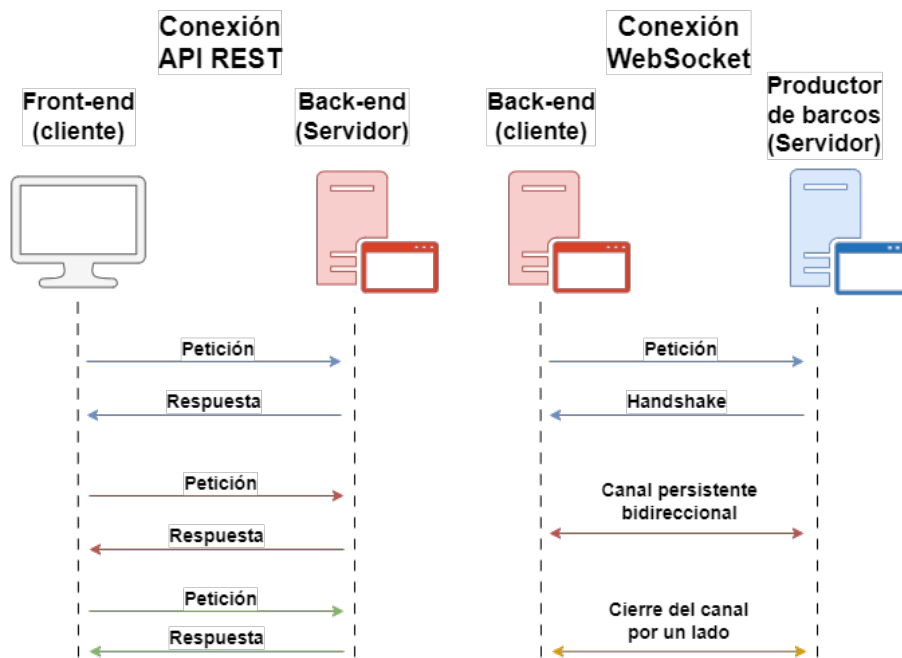 Conexión
API REST
Front-end
(cliente)
Back-end
(Servidor)
Petición
Respuesta
Petición
Respuesta
Petición
Respuesta
Conexión
WebSocket
Back-end
(cliente)
Productor
de barcos
(Servidor)
Petición
Handshake
Canal persistente
bidireccional
Cierre del canal
por un lado